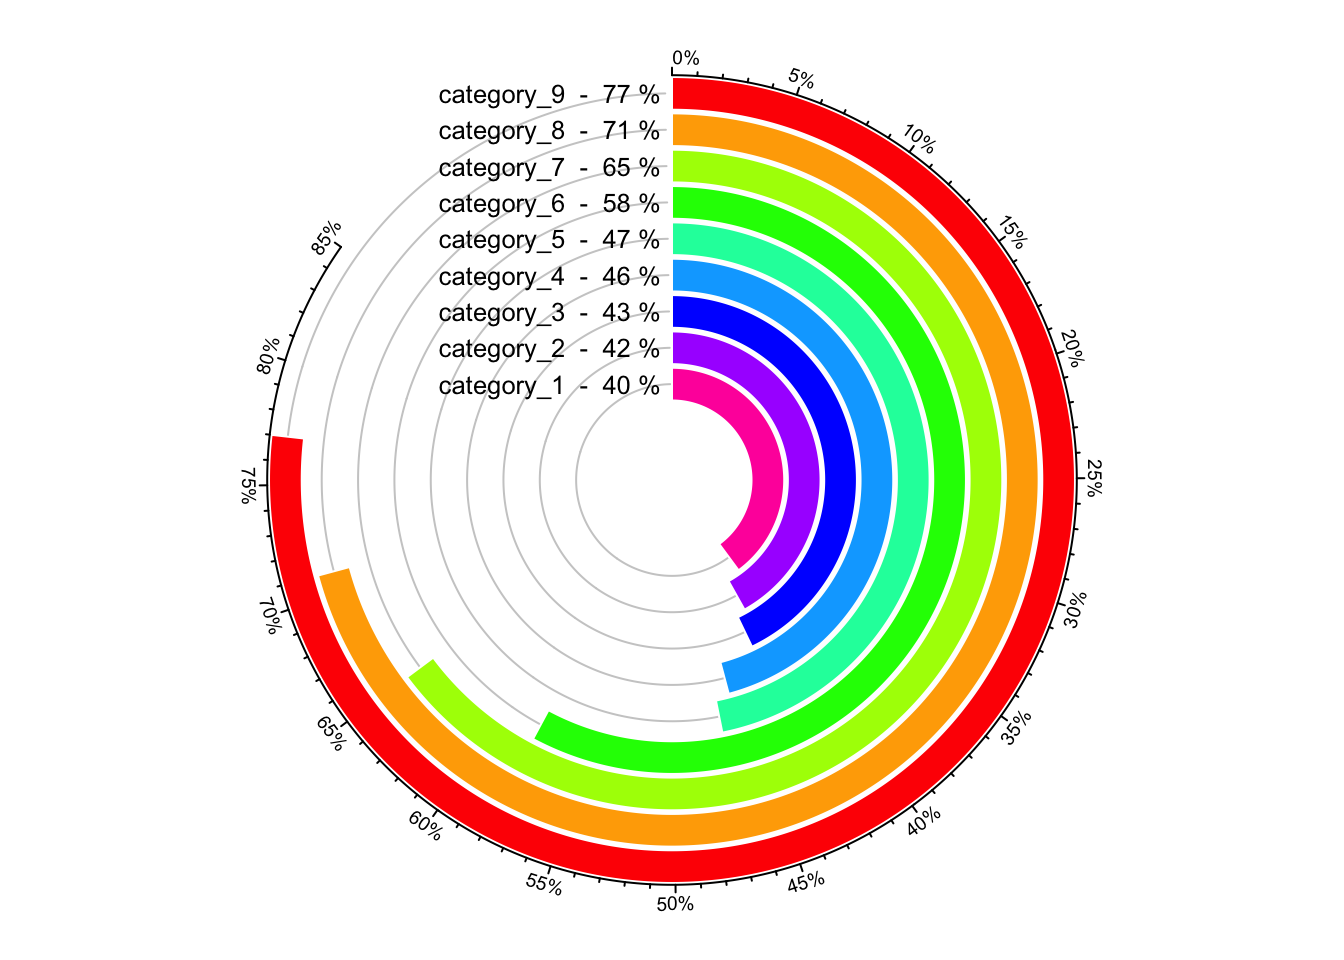 0%
5%
10%
15%
20%
25%
30%
35%
40%
45%
50%
55%
60%
65%
70%
75%
80%
85%
category_9 - 77 %
category_8 - 71 %
category_7 - 65 %
category_6 - 58 %
category_5 - 47 %
category_4 - 46 %
category_3 - 43 %
category_2 - 42 %
category_1 - 40 %